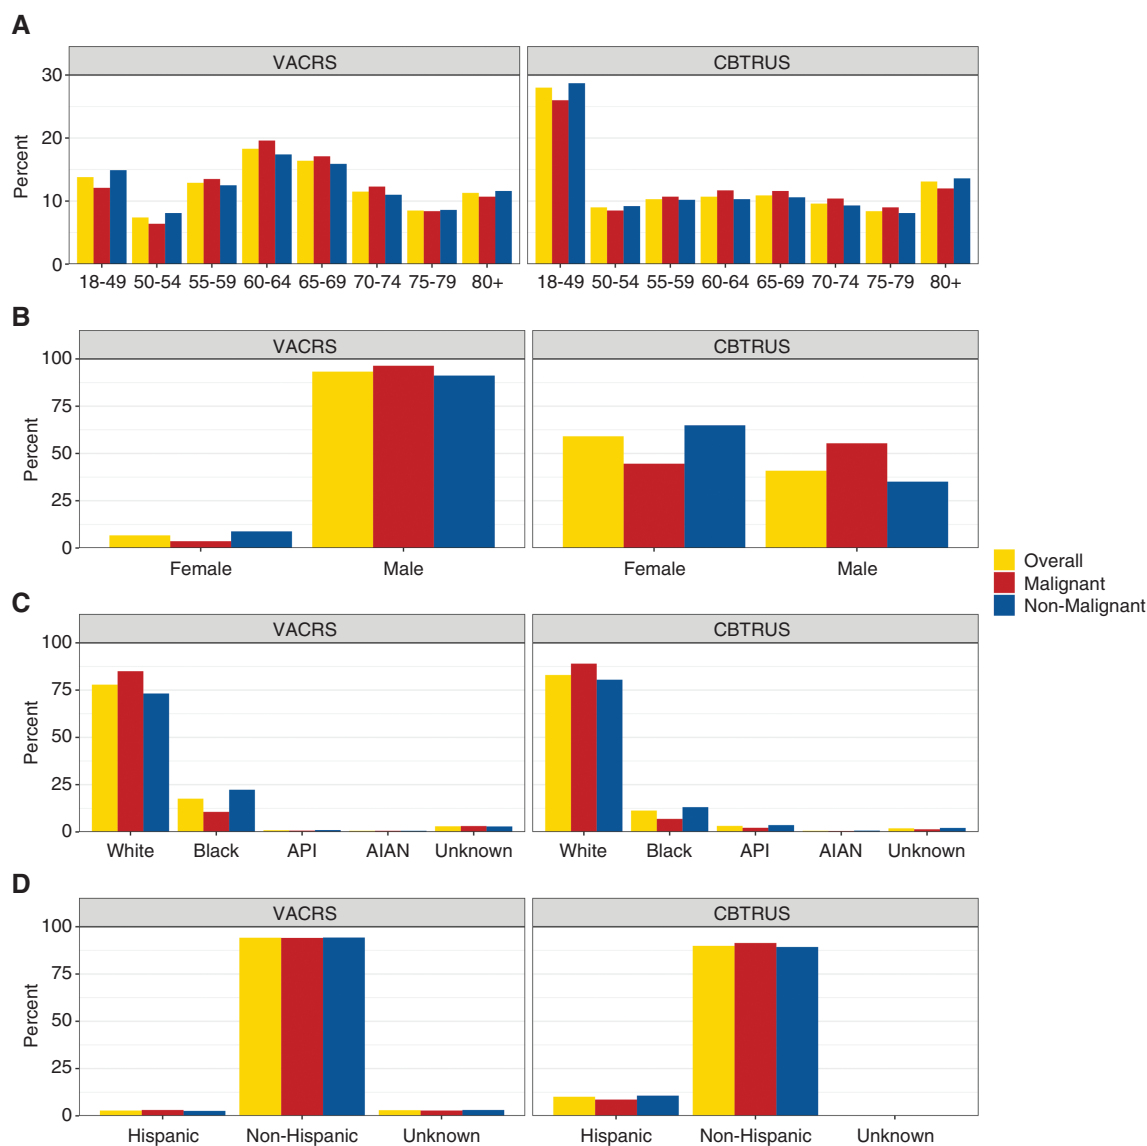 A
VACRS CBTRUS
Percent
30
20
10
0
18-49 50-54 55-59 60-64 65-69 70-74 75-79 80+ 18-49 50-54 55-59 60-64 65-69 70-74 75-79 80+
B
VACRS CBTRUS
Percent
100
75
50
25
0
Female Male Female Male
Overall
Malignant
Non-Malignant
C
VACRS CBTRUS
Percent
100
75
50
25
0
White Black API AIAN Unknown White Black API AIAN Unknown
D
VACRS CBTRUS
Percent
100
75
50
25
0
Hispanic Non-Hispanic Unknown Hispanic Non-Hispanic Unknown